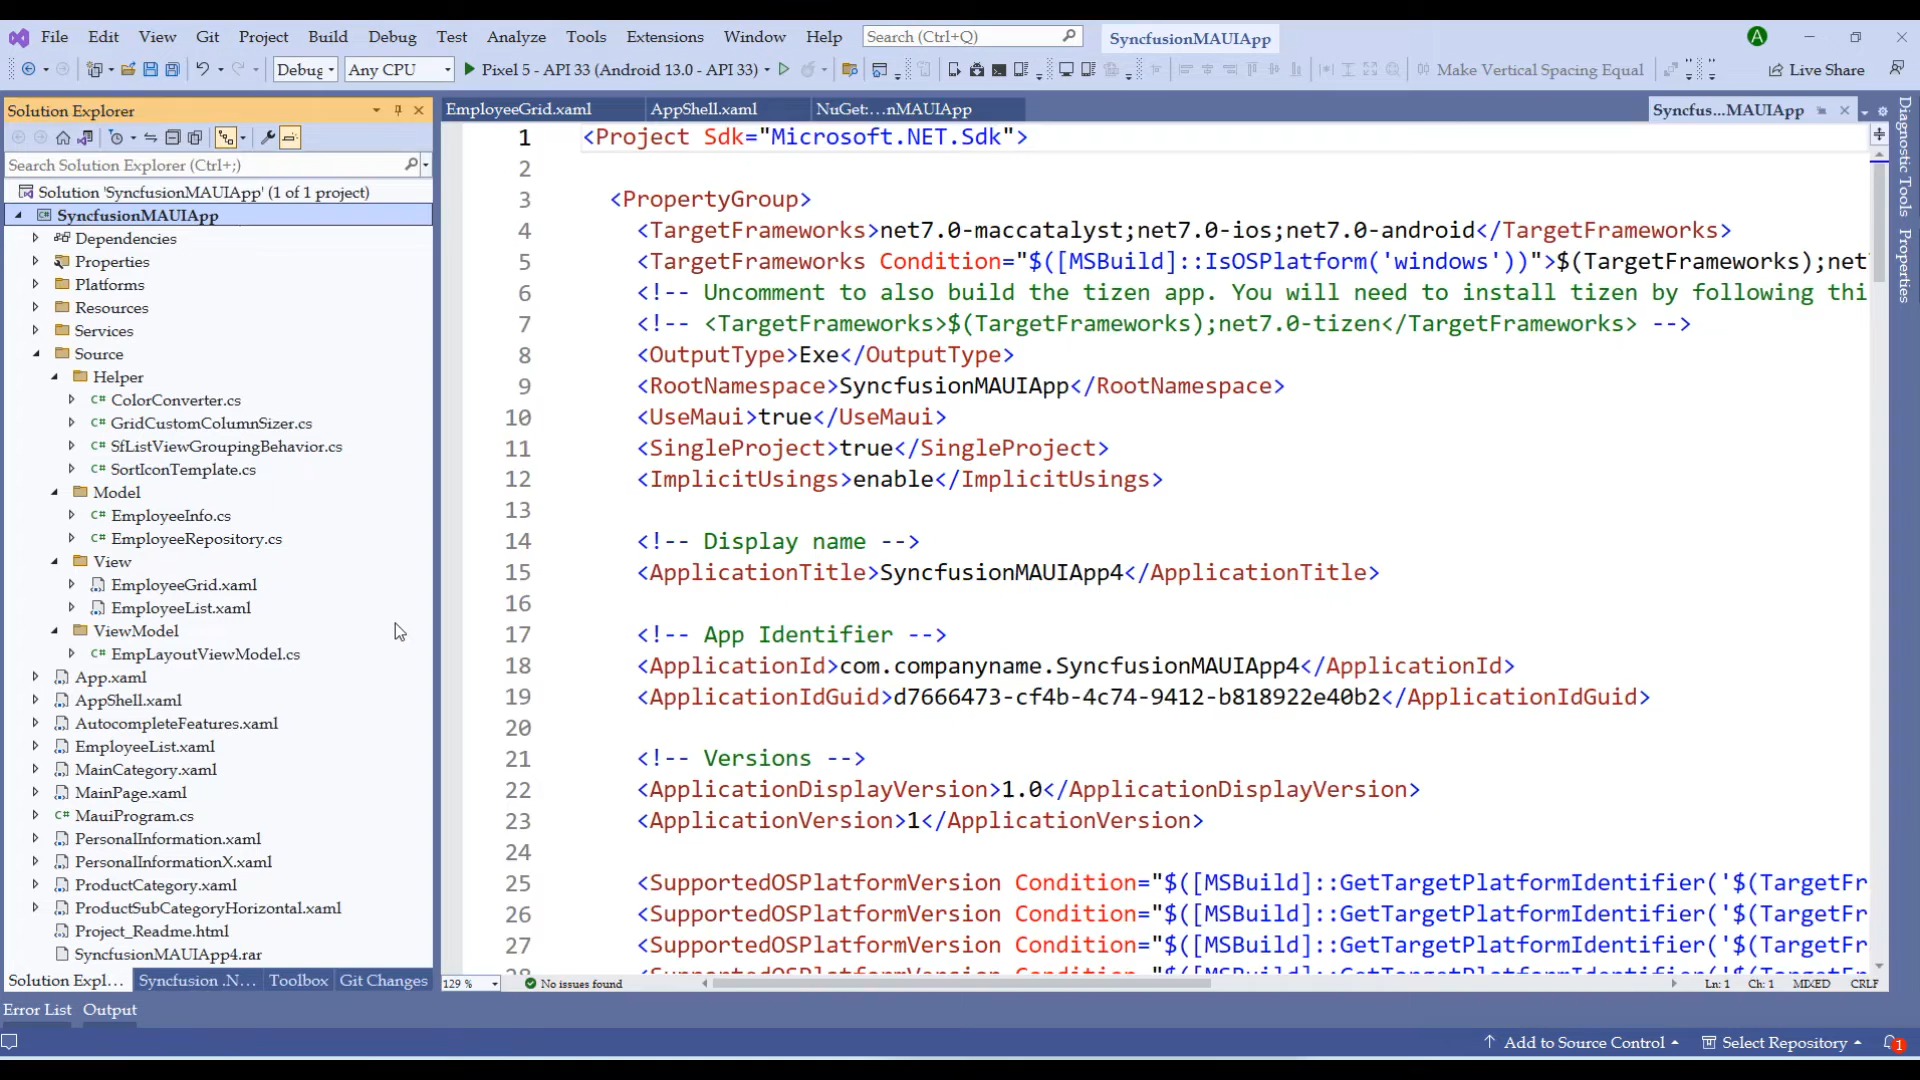 File Edit View Git Project Build Debug Test Analyze Tools Extensions Window Help Search (Ctrl+Q) SyncfusionMAUIApp A
Debug Any CPU Pixel 5 - API 33 (Android 13.0 - API 33) Make Vertical Spacing Equal Live Share
Solution Explorer
Search Solution Explorer (Ctrl+;)
Solution 'SyncfusionMAUIApp' (1 of 1 project)
SyncfusionMAUIApp
Dependencies
Properties
Platforms
Resources
Services
Source
Helper
C# ColorConverter.cs
C# GridCustomColumnSizer.cs
C# SfListViewGroupingBehavior.cs
C# SortIconTemplate.cs
Model
C# EmployeeInfo.cs
C# EmployeeRepository.cs
View
EmployeeGrid.xaml
EmployeeList.xaml
ViewModel
C# EmpLayoutViewModel.cs
App.xaml
AppShell.xaml
AutocompleteFeatures.xaml
EmployeeList.xaml
MainCategory.xaml
MainPage.xaml
C# MauiProgram.cs
PersonalInformation.xaml
PersonalInformationX.xaml
ProductCategory.xaml
ProductSubCategoryHorizontal.xaml
Project_Readme.html
SyncfusionMAUIApp4.rar
Solution Expl... Syncfusion .N... Toolbox Git Changes
EmployeeGrid.xaml AppShell.xaml NuGet:...nMAUIApp Syncfus...MAUIApp
1 <Project Sdk="Microsoft.NET.Sdk">
2
3 <PropertyGroup>
4 <TargetFrameworks>net7.0-maccatalyst;net7.0-ios;net7.0-android</TargetFrameworks>
5 <TargetFrameworks Condition="$([MSBuild]::IsOSPlatform('windows'))">$(TargetFrameworks);net
6 <!-- Uncomment to also build the tizen app. You will need to install tizen by following thi
7 <!-- <TargetFrameworks>$(TargetFrameworks);net7.0-tizen</TargetFrameworks> -->
8 <OutputType>Exe</OutputType>
9 <RootNamespace>SyncfusionMAUIApp</RootNamespace>
10 <UseMaui>true</UseMaui>
11 <SingleProject>true</SingleProject>
12 <ImplicitUsings>enable</ImplicitUsings>
13
14 <!-- Display name -->
15 <ApplicationTitle>SyncfusionMAUIApp4</ApplicationTitle>
16
17 <!-- App Identifier -->
18 <ApplicationId>com.companyname.SyncfusionMAUIApp4</ApplicationId>
19 <ApplicationIdGuid>d7666473-cf4b-4c74-9412-b818922e40b2</ApplicationIdGuid>
20
21 <!-- Versions -->
22 <ApplicationDisplayVersion>1.0</ApplicationDisplayVersion>
23 <ApplicationVersion>1</ApplicationVersion>
24
25 <SupportedOSPlatformVersion Condition="$([MSBuild]::GetTargetPlatformIdentifier('$(TargetFr
26 <SupportedOSPlatformVersion Condition="$([MSBuild]::GetTargetPlatformIdentifier('$(TargetFr
27 <SupportedOSPlatformVersion Condition="$([MSBuild]::GetTargetPlatformIdentifier('$(TargetFr
28 <SupportedOSPlatformVersion Condition="$([MSBuild]::GetTargetPlatformIdentifier('$(TargetFr
129 % No issues found Ln: 1 Ch: 1 MIXED CRLF
Diagnostic Tools
Properties
Error List Output
Add to Source Control Select Repository 1